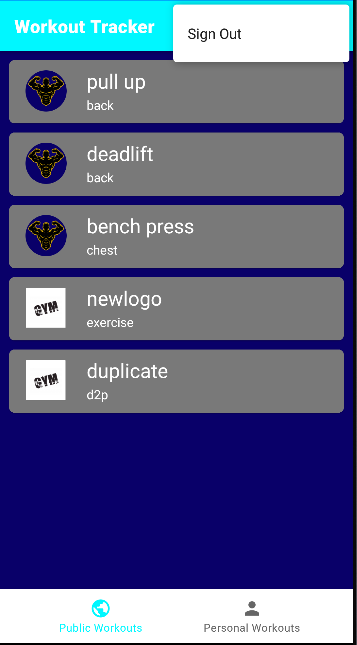 Workout Tracker
Sign Out
pull up
back
deadlift
back
bench press
chest
GYM
newlogo
exercise
GYM
duplicate
d2p
Public Workouts
Personal Workouts